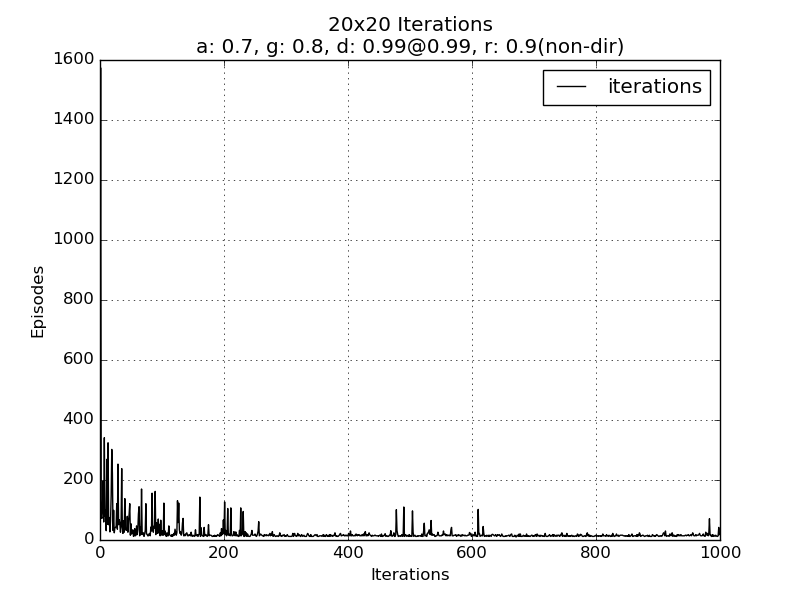 20x20 Iterations
a: 0.7, g: 0.8, d: 0.99@0.99, r: 0.9(non-dir)
iterations
1600
1400
1200
1000
800
600
400
200
0
Episodes
0 200 400 600 800 1000
Iterations